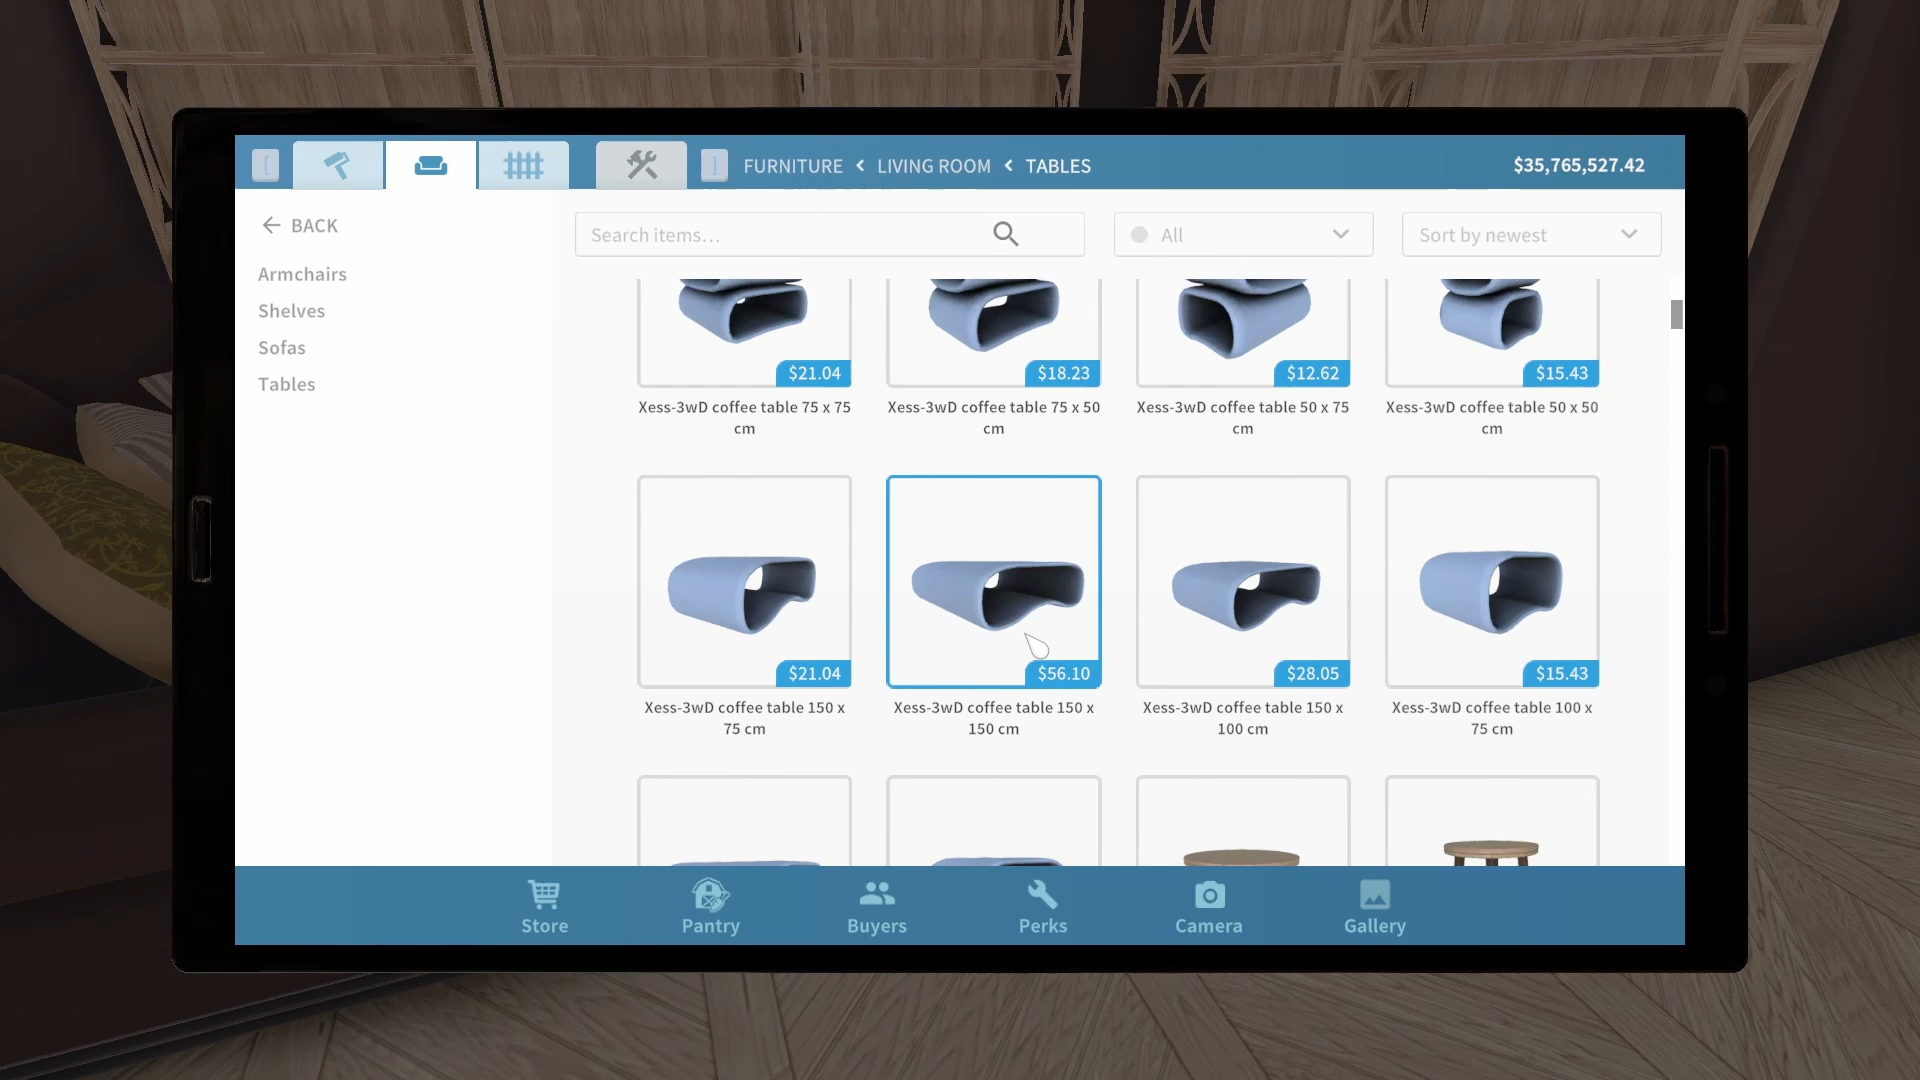 [
]
FURNITURE < LIVING ROOM < TABLES
$35,765,527.42
BACK
Armchairs
Shelves
Sofas
Tables
Search items...
All
Sort by newest
$21.04
$18.23
$12.62
$15.43
Xess-3wD coffee table 75 x 75
cm
Xess-3wD coffee table 75 x 50
cm
Xess-3wD coffee table 50 x 75
cm
Xess-3wD coffee table 50 x 50
cm
$21.04
$56.10
$28.05
$15.43
Xess-3wD coffee table 150 x
75 cm
Xess-3wD coffee table 150 x
150 cm
Xess-3wD coffee table 150 x
100 cm
Xess-3wD coffee table 100 x
75 cm
Store
Pantry
Buyers
Perks
Camera
Gallery